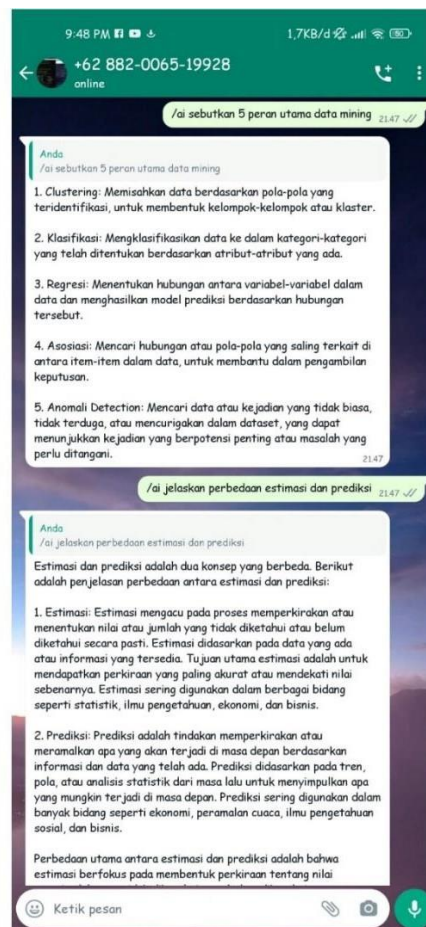 9:48 PM 1,7KB/d 80
+62 882-0065-19928
online
/ai sebutkan 5 peran utama data mining 21.47
Anda
/ai sebutkan 5 peran utama data mining
1. Clustering: Memisahkan data berdasarkan pola-pola yang
teridentifikasi, untuk membentuk kelompok-kelompok atau klaster.
2. Klasifikasi: Mengklasifikasikan data ke dalam kategori-kategori
yang telah ditentukan berdasarkan atribut-atribut yang ada.
3. Regresi: Menentukan hubungan antara variabel-variabel dalam
data dan menghasilkan model prediksi berdasarkan hubungan
tersebut.
4. Asosiasi: Mencari hubungan atau pola-pola yang saling terkait di
antara item-item dalam data, untuk membantu dalam pengambilan
keputusan.
5. Anomali Detection: Mencari data atau kejadian yang tidak biasa,
tidak terduga, atau mencurigakan dalam dataset, yang dapat
menunjukkan kejadian yang berpotensi penting atau masalah yang
perlu ditangani.
21.47
/ai jelaskan perbedaan estimasi dan prediksi 21.47
Anda
/ai jelaskan perbedaan estimasi dan prediksi
Estimasi dan prediksi adalah dua konsep yang berbeda. Berikut
adalah penjelasan perbedaan antara estimasi dan prediksi:
1. Estimasi: Estimasi mengacu pada proses memperkirakan atau
menentukan nilai atau jumlah yang tidak diketahui atau belum
diketahui secara pasti. Estimasi didasarkan pada data yang ada
atau informasi yang tersedia. Tujuan utama estimasi adalah untuk
mendapatkan perkiraan yang paling akurat atau mendekati nilai
sebenarnya. Estimasi sering digunakan dalam berbagai bidang
seperti statistik, ilmu pengetahuan, ekonomi, dan bisnis.
2. Prediksi: Prediksi adalah tindakan memperkirakan atau
meramalkan apa yang akan terjadi di masa depan berdasarkan
informasi dan data yang telah ada. Prediksi didasarkan pada tren,
pola, atau analisis statistik dari masa lalu untuk menyimpulkan apa
yang mungkin terjadi di masa depan. Prediksi sering digunakan dalam
banyak bidang seperti ekonomi, peramalan cuaca, ilmu pengetahuan
sosial, dan bisnis.
Perbedaan utama antara estimasi dan prediksi adalah bahwa
estimasi berfokus pada membentuk perkiraan tentang nilai
Ketik pesan